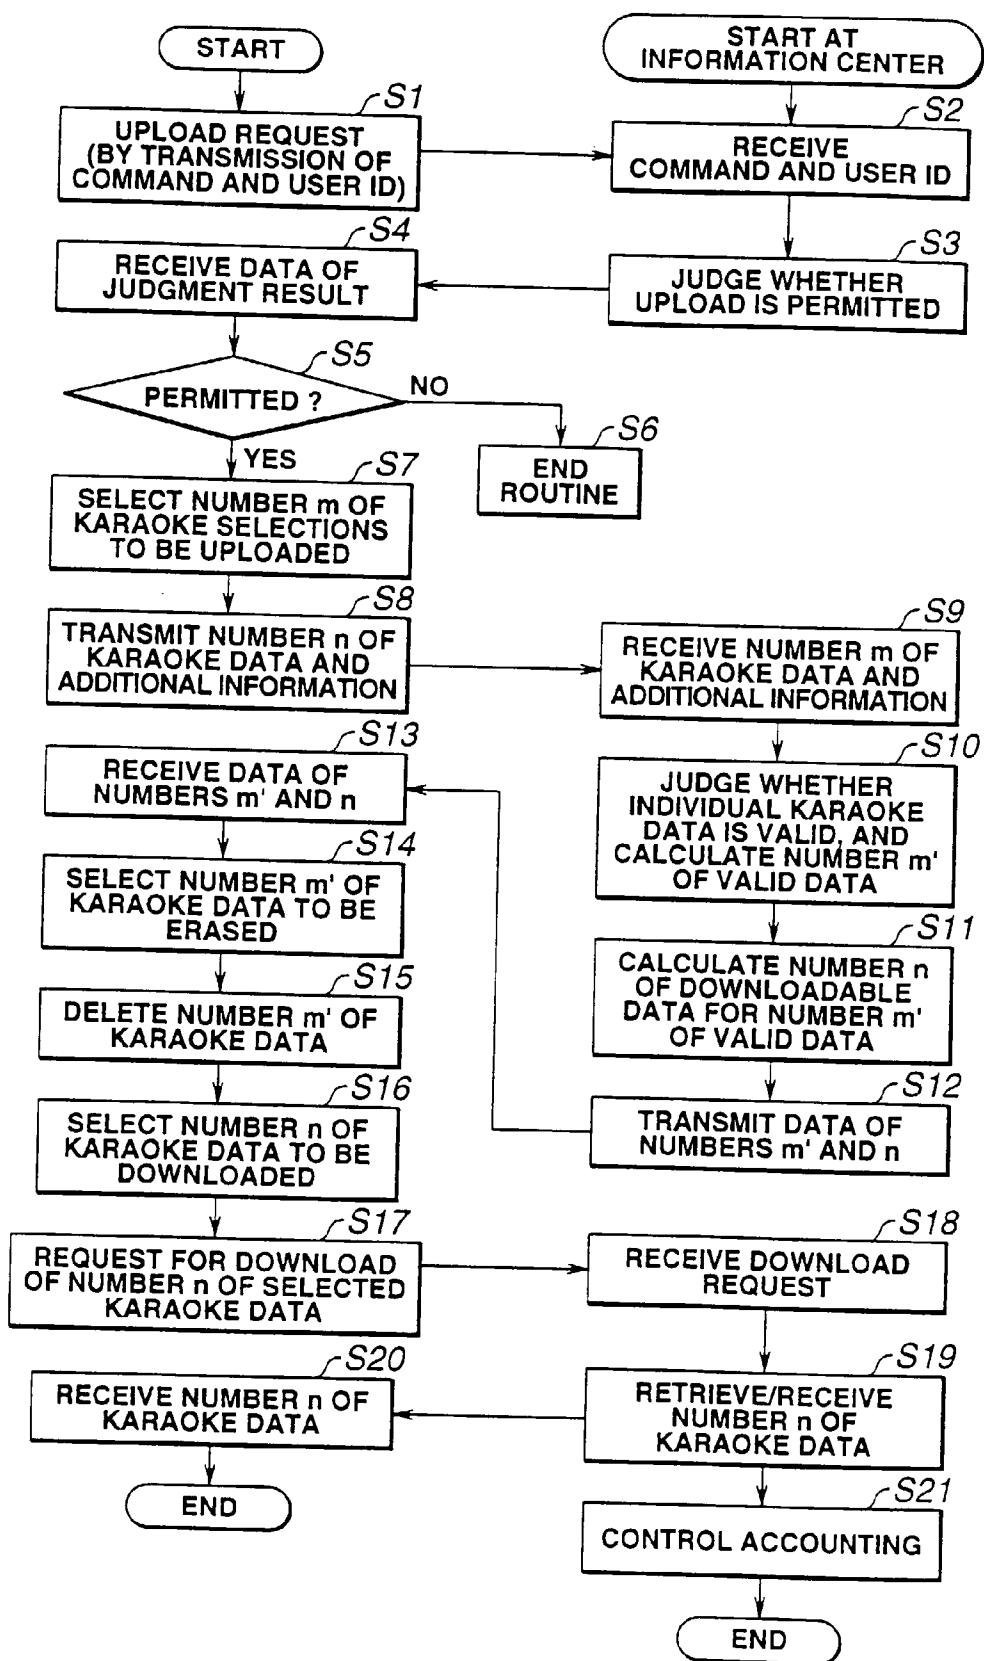 START
START AT
INFORMATION CENTER
S1
UPLOAD REQUEST
(BY TRANSMISSION OF
COMMAND AND USER ID)
S2
RECEIVE
COMMAND AND USER ID
S4
RECEIVE DATA OF
JUDGMENT RESULT
S3
JUDGE WHETHER
UPLOAD IS PERMITTED
S5
PERMITTED ?
NO
S6
END
ROUTINE
YES
S7
SELECT NUMBER m OF
KARAOKE SELECTIONS
TO BE UPLOADED
S8
TRANSMIT NUMBER n OF
KARAOKE DATA AND
ADDITIONAL INFORMATION
S9
RECEIVE NUMBER m OF
KARAOKE DATA AND
ADDITIONAL INFORMATION
S10
JUDGE WHETHER
INDIVIDUAL KARAOKE
DATA IS VALID, AND
CALCULATE NUMBER m'
OF VALID DATA
S11
CALCULATE NUMBER n
OF DOWNLOADABLE
DATA FOR NUMBER m'
OF VALID DATA
S12
TRANSMIT DATA OF
NUMBERS m' AND n
S13
RECEIVE DATA OF
NUMBERS m' AND n
S14
SELECT NUMBER m' OF
KARAOKE DATA TO BE
ERASED
S15
DELETE NUMBER m' OF
KARAOKE DATA
S16
SELECT NUMBER n OF
KARAOKE DATA TO BE
DOWNLOADED
S17
REQUEST FOR DOWNLOAD
OF NUMBER n OF SELECTED
KARAOKE DATA
S18
RECEIVE DOWNLOAD
REQUEST
S19
RETRIEVE/RECEIVE
NUMBER n OF
KARAOKE DATA
S20
RECEIVE NUMBER n OF
KARAOKE DATA
END
S21
CONTROL ACCOUNTING
END